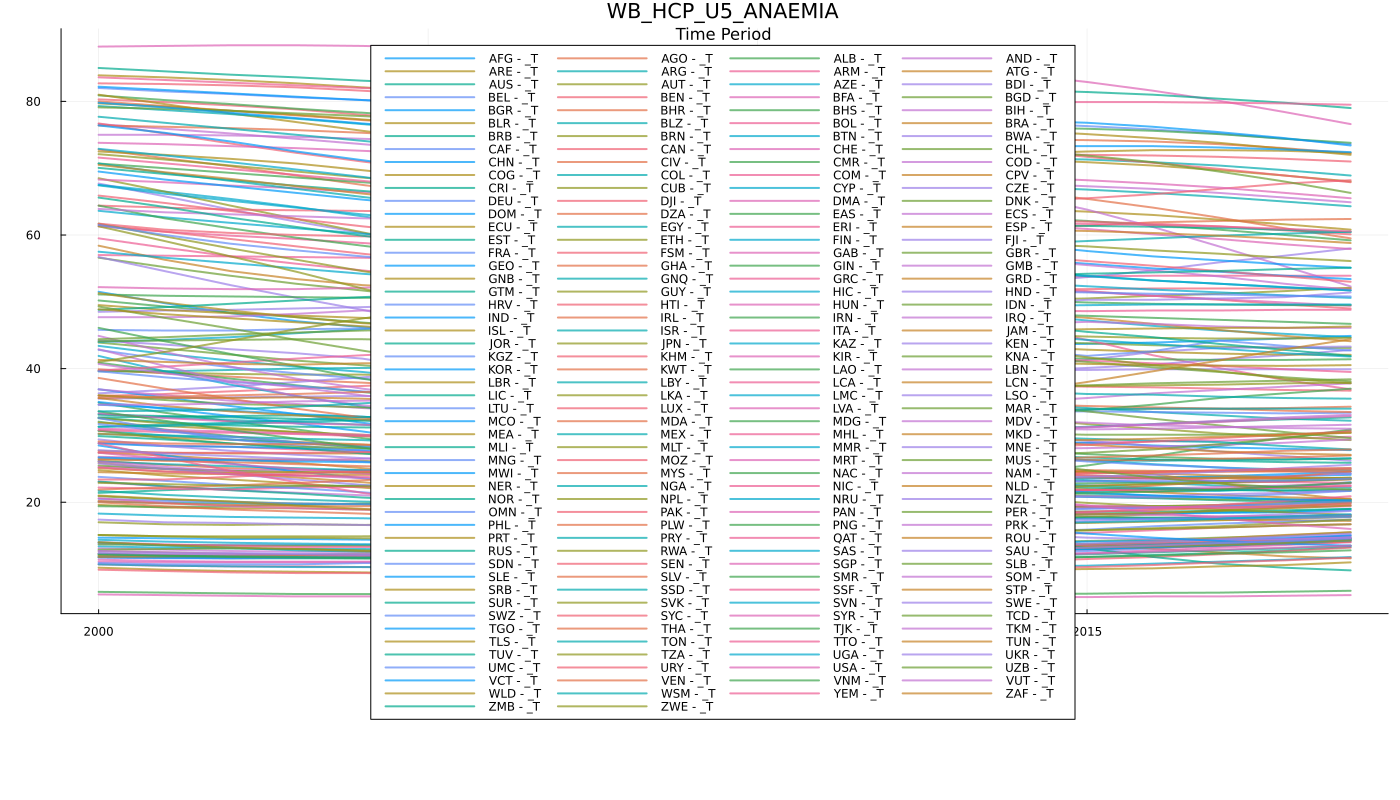 WB_HCP_U5_ANAEMIA
Time Period
AFG - _T AGO - _T ALB - _T AND - _T
ARE - _T ARG - _T ARM - _T ATG - _T
AUS - _T AUT - _T AZE - _T BDI - _T
BEL - _T BEN - _T BFA - _T BGD - _T
BGR - _T BHR - _T BHS - _T BIH - _T
BLR - _T BLZ - _T BOL - _T BRA - _T
BRB - _T BRN - _T BTN - _T BWA - _T
CAF - _T CAN - _T CHE - _T CHL - _T
CHN - _T CIV - _T CMR - _T COD - _T
COG - _T COL - _T COM - _T CPV - _T
CRI - _T CUB - _T CYP - _T CZE - _T
DEU - _T DJI - _T DMA - _T DNK - _T
DOM - _T DZA - _T EAS - _T ECS - _T
ECU - _T EGY - _T ERI - _T ESP - _T
EST - _T ETH - _T FIN - _T FJI - _T
FRA - _T FSM - _T GAB - _T GBR - _T
GEO - _T GHA - _T GIN - _T GMB - _T
GNB - _T GNQ - _T GRC - _T GRD - _T
GTM - _T GUY - _T HIC - _T HND - _T
HRV - _T HTI - _T HUN - _T IDN - _T
IND - _T IRL - _T IRN - _T IRQ - _T
ISL - _T ISR - _T ITA - _T JAM - _T
JOR - _T JPN - _T KAZ - _T KEN - _T
KGZ - _T KHM - _T KIR - _T KNA - _T
KOR - _T KWT - _T LAO - _T LBN - _T
LBR - _T LBY - _T LCA - _T LCN - _T
LIC - _T LKA - _T LMC - _T LSO - _T
LTU - _T LUX - _T LVA - _T MAR - _T
MCO - _T MDA - _T MDG - _T MDV - _T
MEA - _T MEX - _T MHL - _T MKD - _T
MLI - _T MLT - _T MMR - _T MNE - _T
MNG - _T MOZ - _T MRT - _T MUS - _T
MWI - _T MYS - _T NAC - _T NAM - _T
NER - _T NGA - _T NIC - _T NLD - _T
NOR - _T NPL - _T NRU - _T NZL - _T
OMN - _T PAK - _T PAN - _T PER - _T
PHL - _T PLW - _T PNG - _T PRK - _T
PRT - _T PRY - _T QAT - _T ROU - _T
RUS - _T RWA - _T SAS - _T SAU - _T
SDN - _T SEN - _T SGP - _T SLB - _T
SLE - _T SLV - _T SMR - _T SOM - _T
SRB - _T SSD - _T SSF - _T STP - _T
SUR - _T SVK - _T SVN - _T SWE - _T
SWZ - _T SYC - _T SYR - _T TCD - _T
TGO - _T THA - _T TJK - _T TKM - _T
TLS - _T TON - _T TTO - _T TUN - _T
TUV - _T TZA - _T UGA - _T UKR - _T
UMC - _T URY - _T USA - _T UZB - _T
VCT - _T VEN - _T VNM - _T VUT - _T
WLD - _T WSM - _T YEM - _T ZAF - _T
ZMB - _T ZWE - _T
80
60
40
20
2000
2015